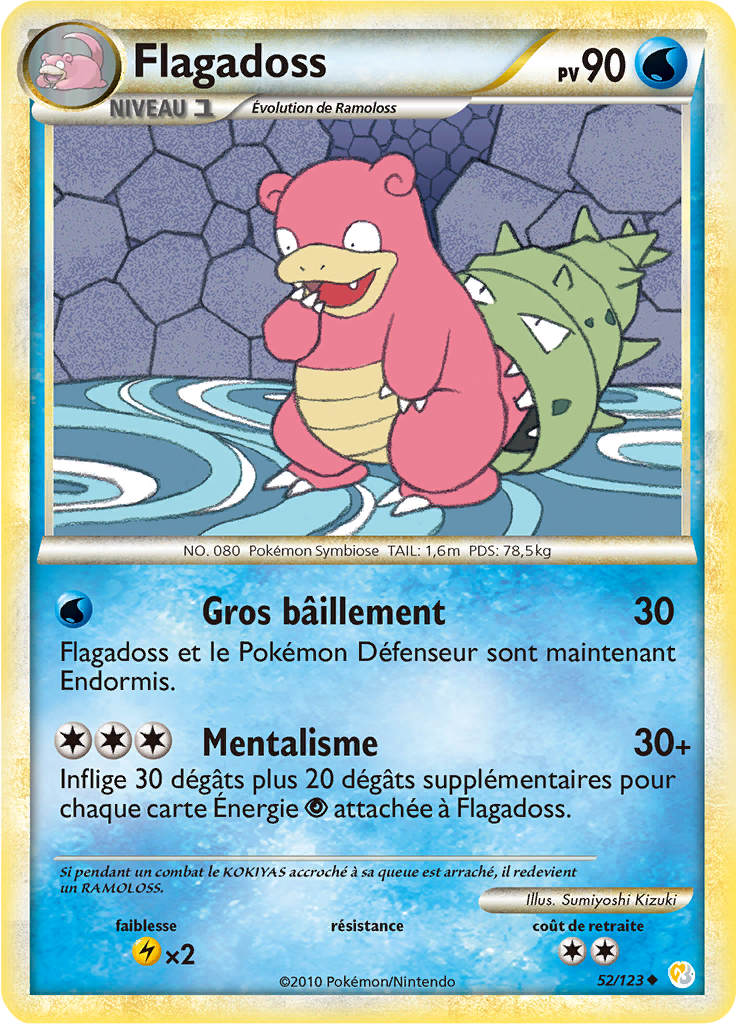 Flagadoss
PV 90
NIVEAU 1
Évolution de Ramoloss
NO. 080 Pokémon Symbiose TAIL: 1,6m PDS: 78,5kg
Gros bâillement 30
Flagadoss et le Pokémon Défenseur sont maintenant
Endormis.
Mentalisme 30+
Inflige 30 dégâts plus 20 dégâts supplémentaires pour
chaque carte Énergie attachée à Flagadoss.
Si pendant un combat le KOKIYAS accroché à sa queue est arraché, il redevient
un RAMOLOSS.
Illus. Sumiyoshi Kizuki
faiblesse résistance coût de retraite
×2
52/123
©2010 Pokémon/Nintendo